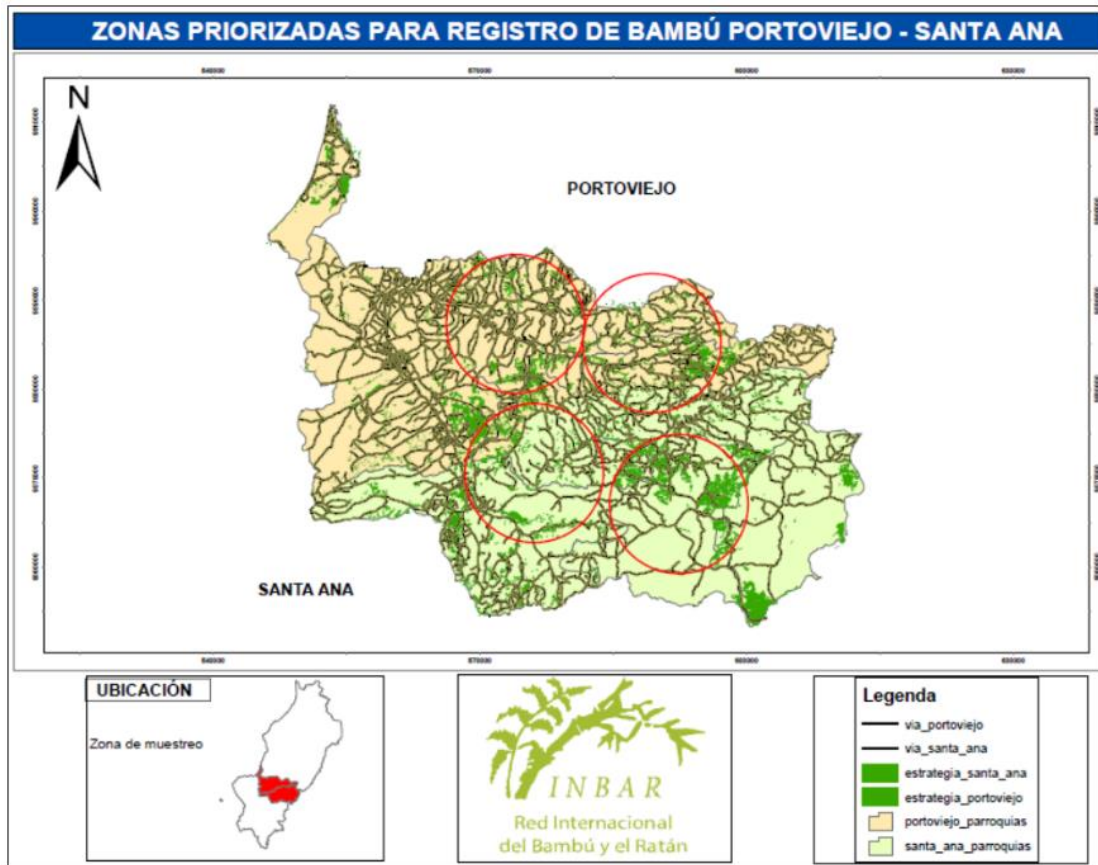 ZONAS PRIORIZADAS PARA REGISTRO DE BAMBÚ PORTOVIEJO - SANTA ANA
N
PORTOVIEJO
SANTA ANA
UBICACIÓN
Zona de muestreo
INBAR
Red Internacional
del Bambú y el Ratán
Legenda
via_portoviejo
via_santa_ana
estrategia_santa_ana
estrategia_portoviejo
portoviejo_parroquias
santa_ana_parroquias